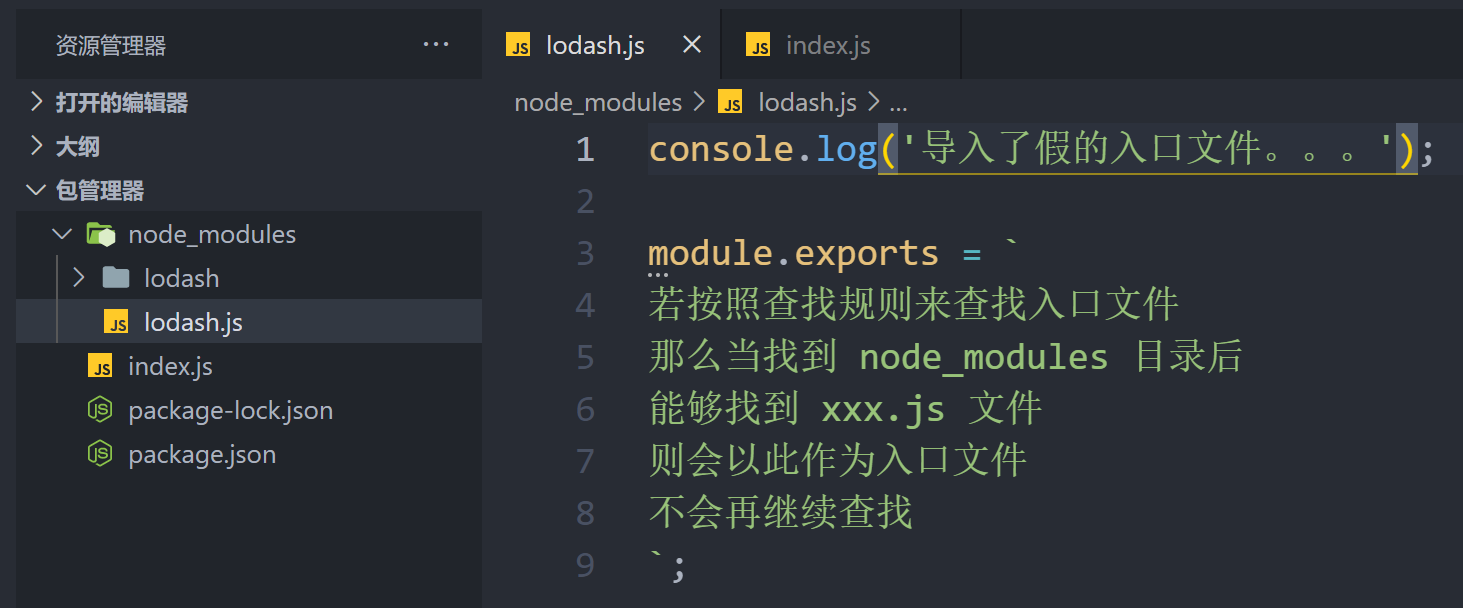 资源管理器 ...
打开的编辑器
大纲
包管理器
node_modules
lodash
JS lodash.js
JS index.js
JS package-lock.json
JS package.json
JS lodash.js
JS index.js
node_modules > JS lodash.js > ...
1 console.log('导入了假的入口文件。。。');
2
3 module.exports = `
4 若按照查找规则来查找入口文件
5 那么当找到 node_modules 目录后
6 能够找到 xxx.js 文件
7 则会以此作为入口文件
8 不会再继续查找
9 `;